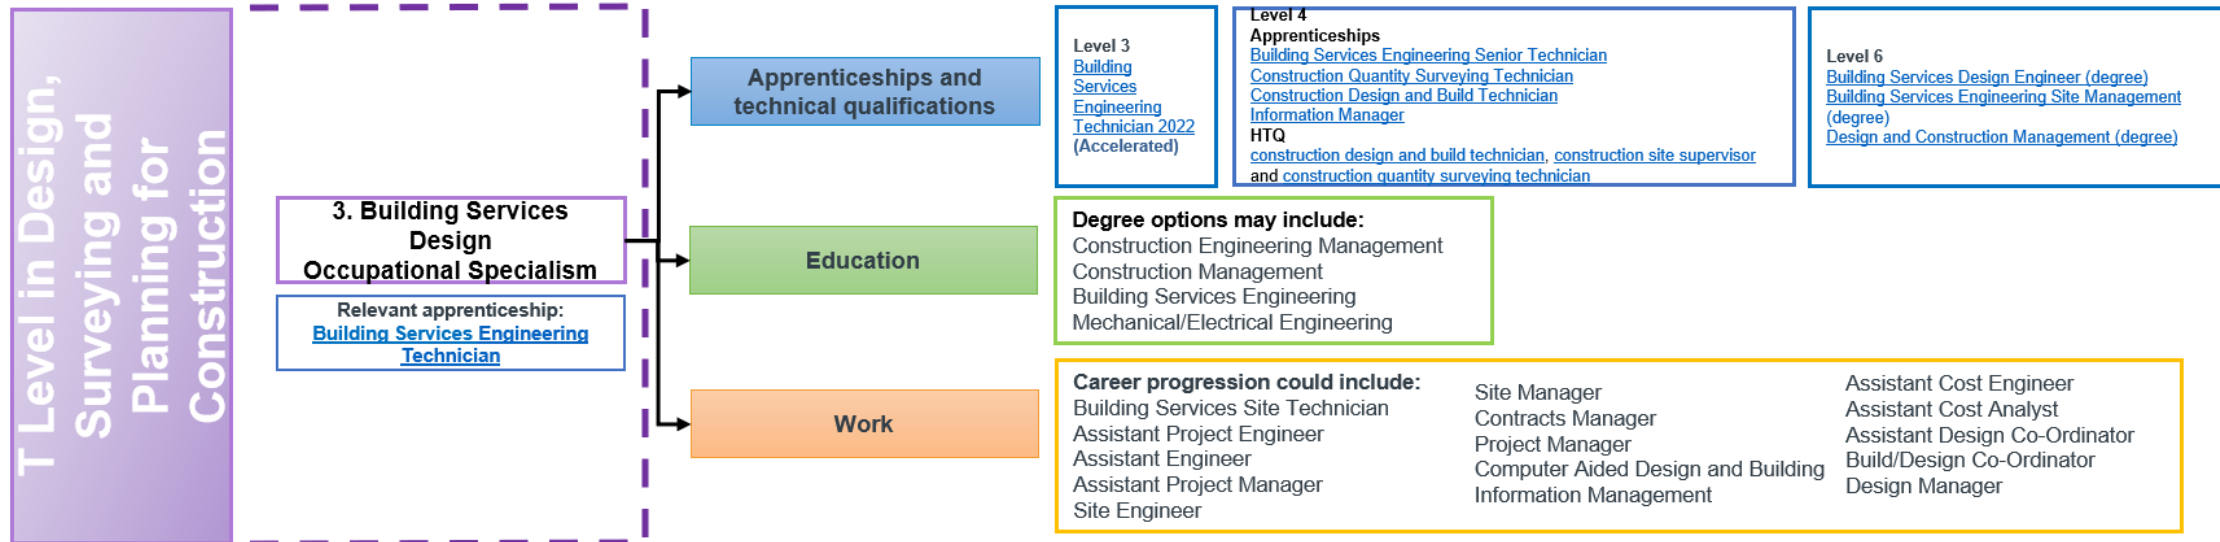 T Level in Design,
Surveying and
Planning for
Construction
3. Building Services
Design
Occupational Specialism
Relevant apprenticeship:
Building Services Engineering
Technician
Apprenticeships and
technical qualifications
Education
Work
Level 3
Building
Services
Engineering
Technician 2022
(Accelerated)
Level 4
Apprenticeships
Building Services Engineering Senior Technician
Construction Quantity Surveying Technician
Construction Design and Build Technician
Information Manager
HTQ
construction design and build technician, construction site supervisor
and construction quantity surveying technician
Level 6
Building Services Design Engineer (degree)
Building Services Engineering Site Management
(degree)
Design and Construction Management (degree)
Degree options may include:
Construction Engineering Management
Construction Management
Building Services Engineering
Mechanical/Electrical Engineering
Career progression could include:
Building Services Site Technician
Assistant Project Engineer
Assistant Engineer
Assistant Project Manager
Site Engineer
Site Manager
Contracts Manager
Project Manager
Computer Aided Design and Building
Information Management
Assistant Cost Engineer
Assistant Cost Analyst
Assistant Design Co-Ordinator
Build/Design Co-Ordinator
Design Manager